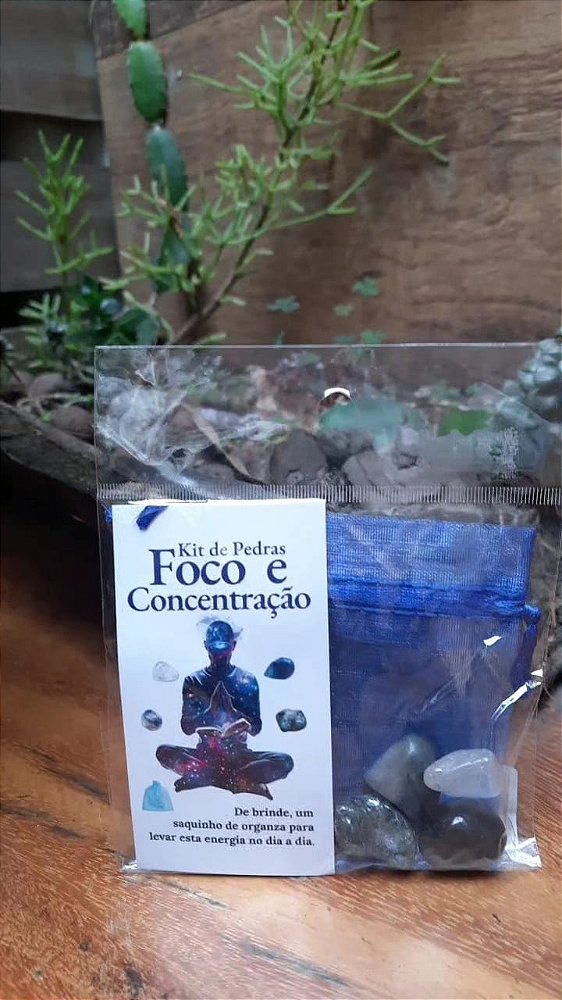 Kit de Pedras
Foco e
Concentração
De brinde, um
saquinho de organza para
levar esta energia no dia a dia.